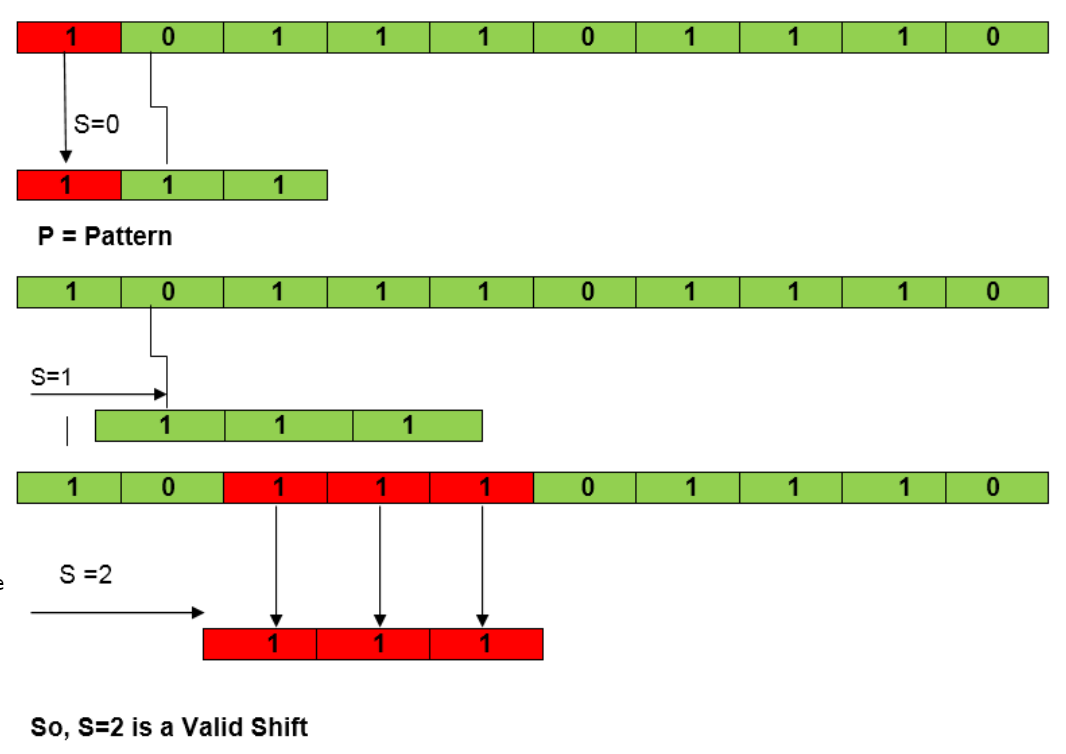 1 0 1 1 1 0 1 1 1 0
S=0
1 1 1
P = Pattern
1 0 1 1 1 0 1 1 1 0
S=1
1 1 1
1 0 1 1 1 0 1 1 1 0
S =2
e
1 1 1
So, S=2 is a Valid Shift